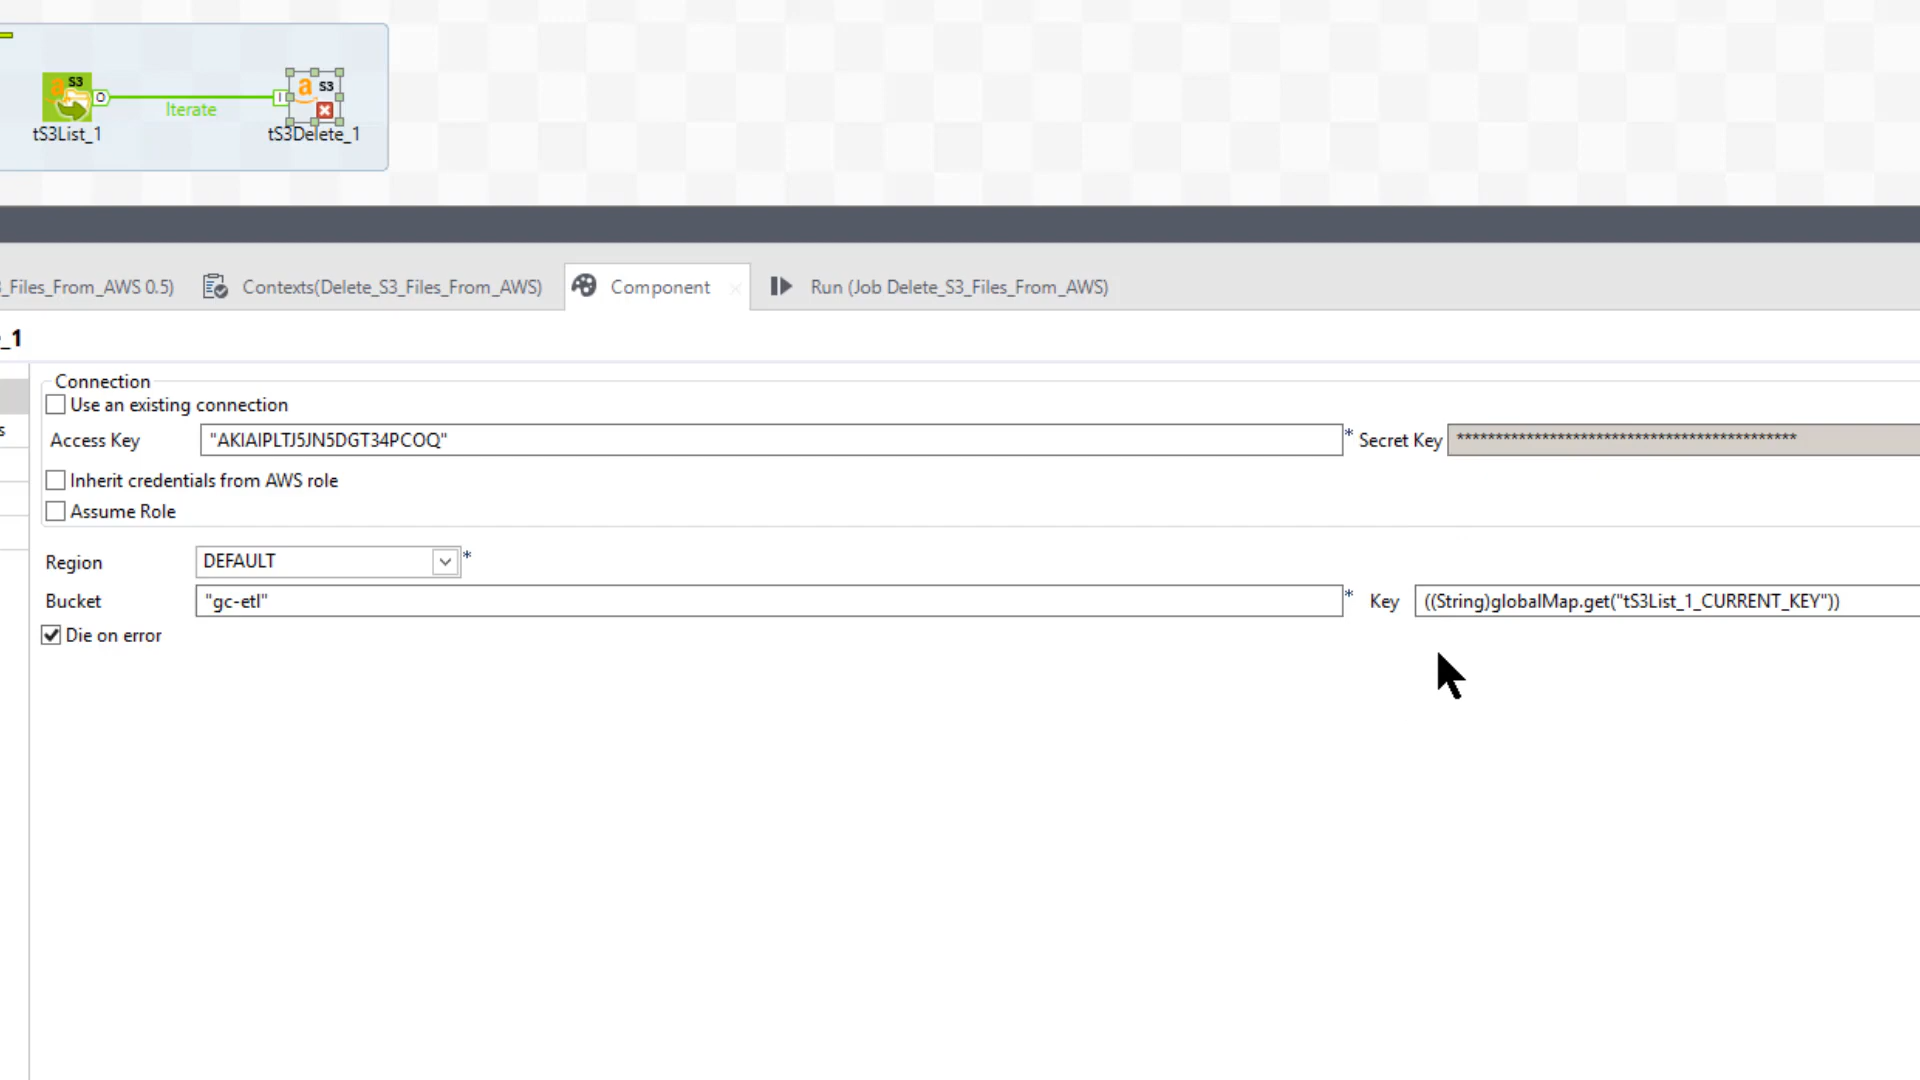 S3
a S3
O
I
Iterate
tS3List_1
tS3Delete_1
_Files_From_AWS 0.5)
Contexts(Delete_S3_Files_From_AWS)
Component
Run (Job Delete_S3_Files_From_AWS)
_1
Connection
Use an existing connection
s
Access Key "AKIAIPLTJ5JN5DGT34PCOQ" * Secret Key ********************************************
Inherit credentials from AWS role
Assume Role
Region DEFAULT *
Bucket "gc-etl" * Key ((String)globalMap.get("tS3List_1_CURRENT_KEY"))
Die on error